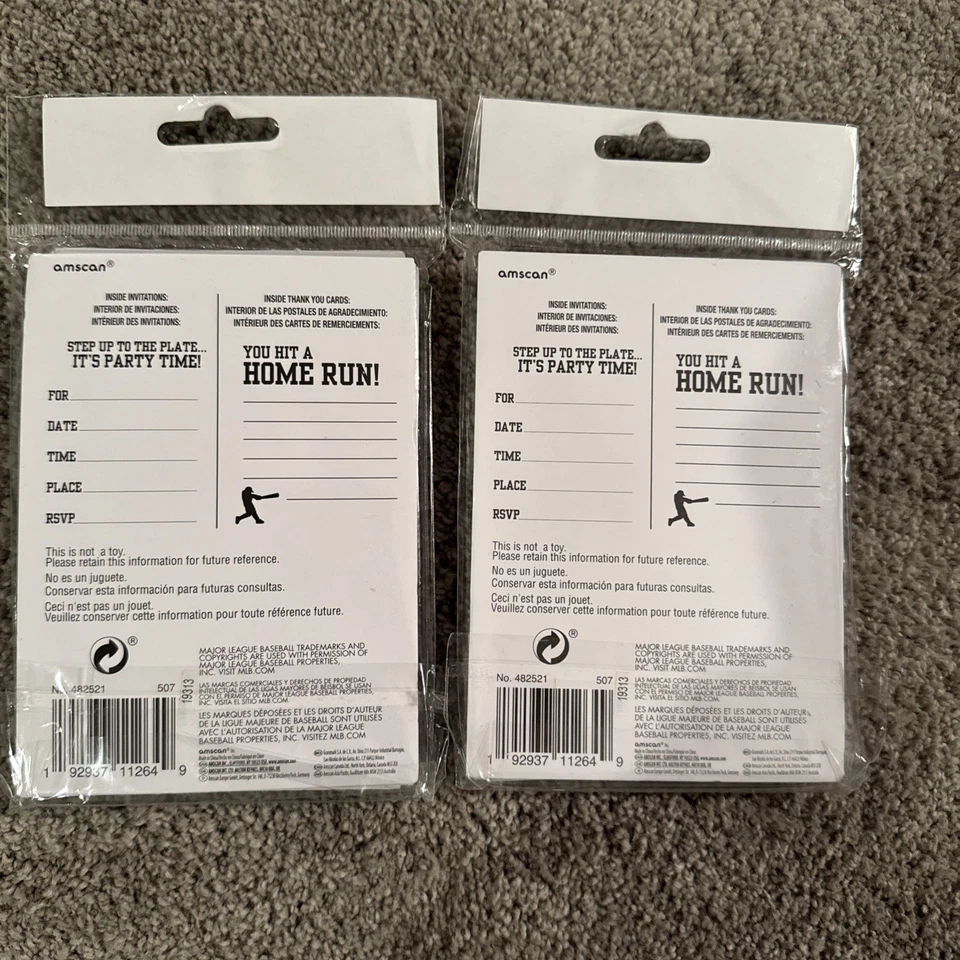 amscan®
INSIDE INVITATIONS:
INTERIOR DE INVITACIONES:
INTÉRIEUR DES INVITATIONS:
STEP UP TO THE PLATE...
IT'S PARTY TIME!
FOR
DATE
TIME
PLACE
RSVP
INSIDE THANK YOU CARDS:
INTERIOR DE LAS POSTALES DE AGRADECIMIENTO:
INTÉRIEUR DES CARTES DE REMERCIEMENTS:
YOU HIT A
HOME RUN!
This is not a toy.
Please retain this information for future reference.
No es un juguete.
Conservar esta información para futuras consultas.
Ceci n'est pas un jouet.
Veuillez conserver cette information pour toute référence future.
®
No. 482521 507
19313
1 92937 11264 9
MAJOR LEAGUE BASEBALL TRADEMARKS AND
COPYRIGHTS ARE USED WITH PERMISSION OF
MAJOR LEAGUE BASEBALL PROPERTIES,
INC. VISIT MLB.COM
LAS MARCAS COMERCIALES Y DERECHOS DE PROPIEDAD
INTELECTUAL DE LAS LIGAS MAYORES DE BEISBOL SE USAN
CON EL PERMISO DE MAJOR LEAGUE BASEBALL PROPERTIES,
INC. VISITA EL SITIO MLB.COM
LES MARQUES DÉPOSÉES ET LES DROITS D'AUTEUR
DE LA LIGUE MAJEURE DE BASEBALL SONT UTILISÉS
AVEC L'AUTORISATION DE LA MAJOR LEAGUE
BASEBALL PROPERTIES, INC. VISITEZ MLB.COM
amscan®
amscan®
INSIDE INVITATIONS:
INTERIOR DE INVITACIONES:
INTÉRIEUR DES INVITATIONS:
STEP UP TO THE PLATE...
IT'S PARTY TIME!
FOR
DATE
TIME
PLACE
RSVP
INSIDE THANK YOU CARDS:
INTERIOR DE LAS POSTALES DE AGRADECIMIENTO:
INTÉRIEUR DES CARTES DE REMERCIEMENTS:
YOU HIT A
HOME RUN!
This is not a toy.
Please retain this information for future reference.
No es un juguete.
Conservar esta información para futuras consultas.
Ceci n'est pas un jouet.
Veuillez conserver cette information pour toute référence future.
®
No. 482521 507
19313
1 92937 11264 9
MAJOR LEAGUE BASEBALL TRADEMARKS AND
COPYRIGHTS ARE USED WITH PERMISSION OF
MAJOR LEAGUE BASEBALL PROPERTIES,
INC. VISIT MLB.COM
LAS MARCAS COMERCIALES Y DERECHOS DE PROPIEDAD
INTELECTUAL DE LAS LIGAS MAYORES DE BEISBOL SE USAN
CON EL PERMISO DE MAJOR LEAGUE BASEBALL PROPERTIES,
INC. VISITA EL SITIO MLB.COM
LES MARQUES DÉPOSÉES ET LES DROITS D'AUTEUR
DE LA LIGUE MAJEURE DE BASEBALL SONT UTILISÉS
AVEC L'AUTORISATION DE LA MAJOR LEAGUE
BASEBALL PROPERTIES, INC. VISITEZ MLB.COM
amscan®